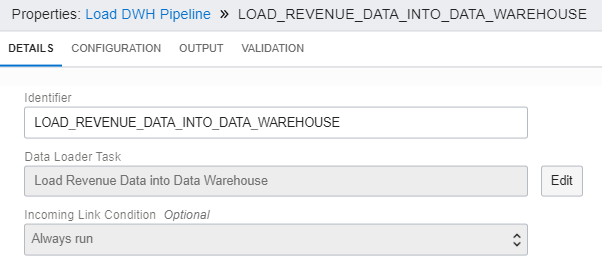 Properties: Load DWH Pipeline » LOAD_REVENUE_DATA_INTO_DATA_WAREHOUSE
DETAILS CONFIGURATION OUTPUT VALIDATION
Identifier
LOAD_REVENUE_DATA_INTO_DATA_WAREHOUSE
Data Loader Task
Load Revenue Data into Data Warehouse Edit
Incoming Link Condition Optional
Always run